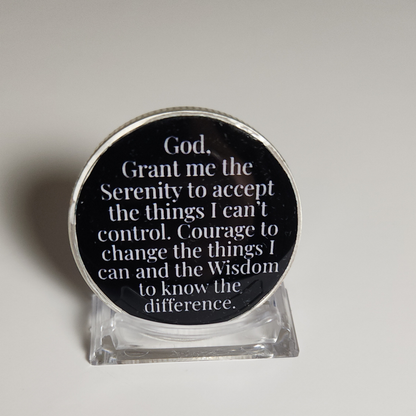 God,
Grant me the
Serenity to accept
the things I can't
control. Courage to
change the things I
can and the Wisdom
to know the
difference.